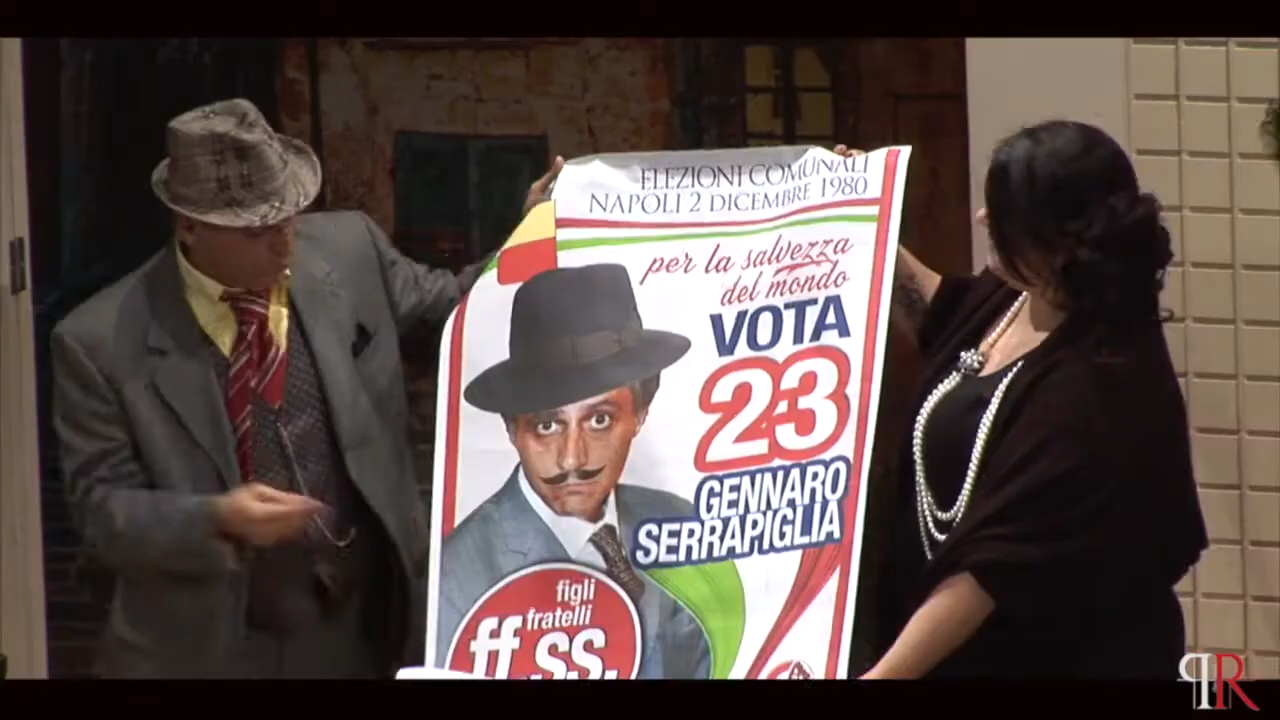 ELEZIONI COMUNALI
NAPOLI 2 DICEMBRE 1980
per la salvezza
del mondo
VOTA
23
GENNARO
SERRAPIGLIA
figli
fratelli
ff.ss.
PR